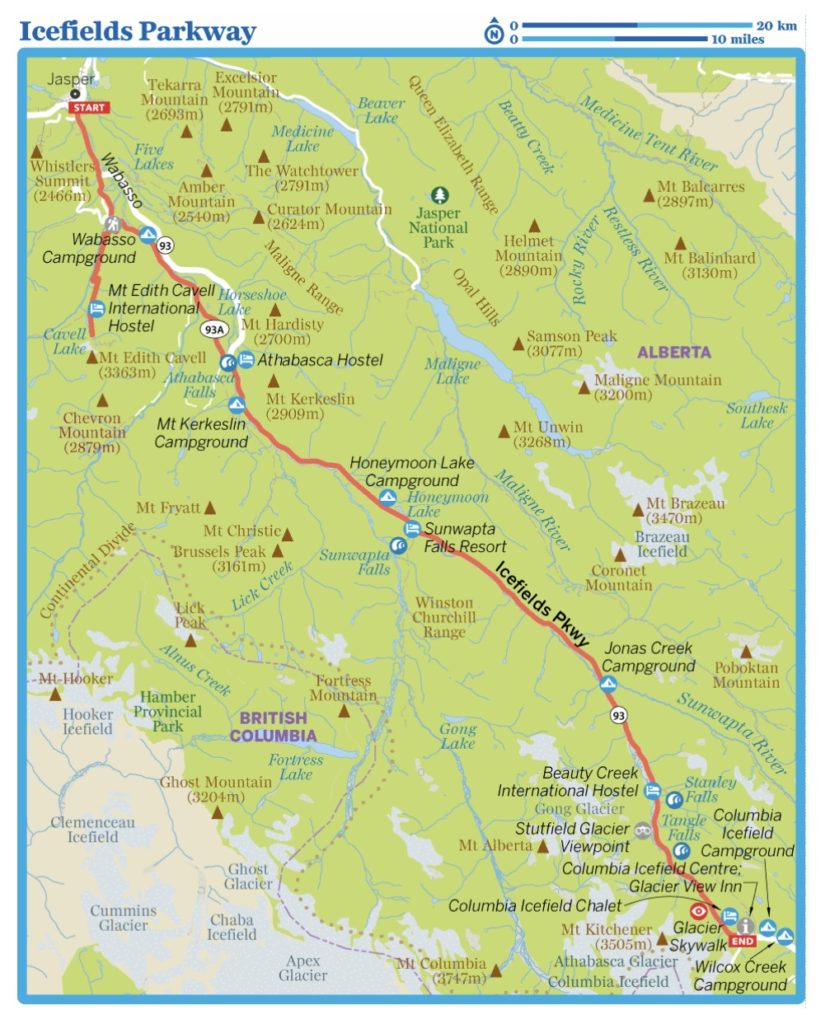 Icefields Parkway
N
0
20 km
0
10 miles
Jasper
START
Tekarra
Mountain
(2693m)
Excelsior
Mountain
(2791m)
Medicine
Lake
Beaver
Lake
Queen Elizabeth Range
Beatty Creek
Medicine Tent River
Whistlers
Summit
(2466m)
Wabasso
Five
Lakes
The Watchtower
(2791m)
Amber
Mountain
(2540m)
Curator Mountain
(2624m)
Jasper
National
Park
Mt Balcarres
(2897m)
Helmet
Mountain
(2890m)
Rocky River
Restless River
Mt Balinhard
(3130m)
Wabasso
Campground
93
Maligne Range
Opal Hills
Mt Edith Cavell
International
Hostel
Horseshoe
Lake
93A
Mt Hardisty
(2700m)
Cavell
Lake
Mt Edith Cavell
(3363m)
Athabasca Hostel
Athabasca
Falls
Maligne
Lake
Samson Peak
(3077m)
ALBERTA
Maligne Mountain
(3200m)
Chevron
Mountain
(2879m)
Mt Kerkeslin
(2909m)
Mt Kerkeslin
Campground
Mt Unwin
(3268m)
Southesk
Lake
Honeymoon Lake
Campground
Honeymoon
Lake
Maligne River
Mt Fryatt
Mt Christie
Brussels Peak
(3161m)
Sunwapta
Falls Resort
Sunwapta
Falls
Mt Brazeau
(3470m)
Brazeau
Icefield
Coronet
Mountain
Continental Divide
Lick Creek
Lick
Peak
Winston
Churchill
Range
Icefields Pkwy
Jonas Creek
Campground
Poboktan
Mountain
Alnus Creek
Mt Hooker
Hooker
Icefield
Hamber
Provincial
Park
Fortress
Mountain
BRITISH
COLUMBIA
Fortress
Lake
Gong
Lake
93
Sunwapta River
Ghost Mountain
(3204m)
Beauty Creek
International Hostel
Stanley
Falls
Gong Glacier
Clemenceau
Icefield
Stutfield Glacier
Viewpoint
Tangle
Falls
Columbia
Icefield
Campground
Mt Alberta
Ghost
Glacier
Columbia Icefield Centre;
Glacier View Inn
Columbia Icefield Chalet
Cummins
Glacier
Chaba
Icefield
Mt Kitchener
(3505m)
Glacier
Skywalk
END
Apex
Glacier
Mt Columbia
(3747m)
Athabasca Glacier
Columbia Icefield
Wilcox Creek
Campground